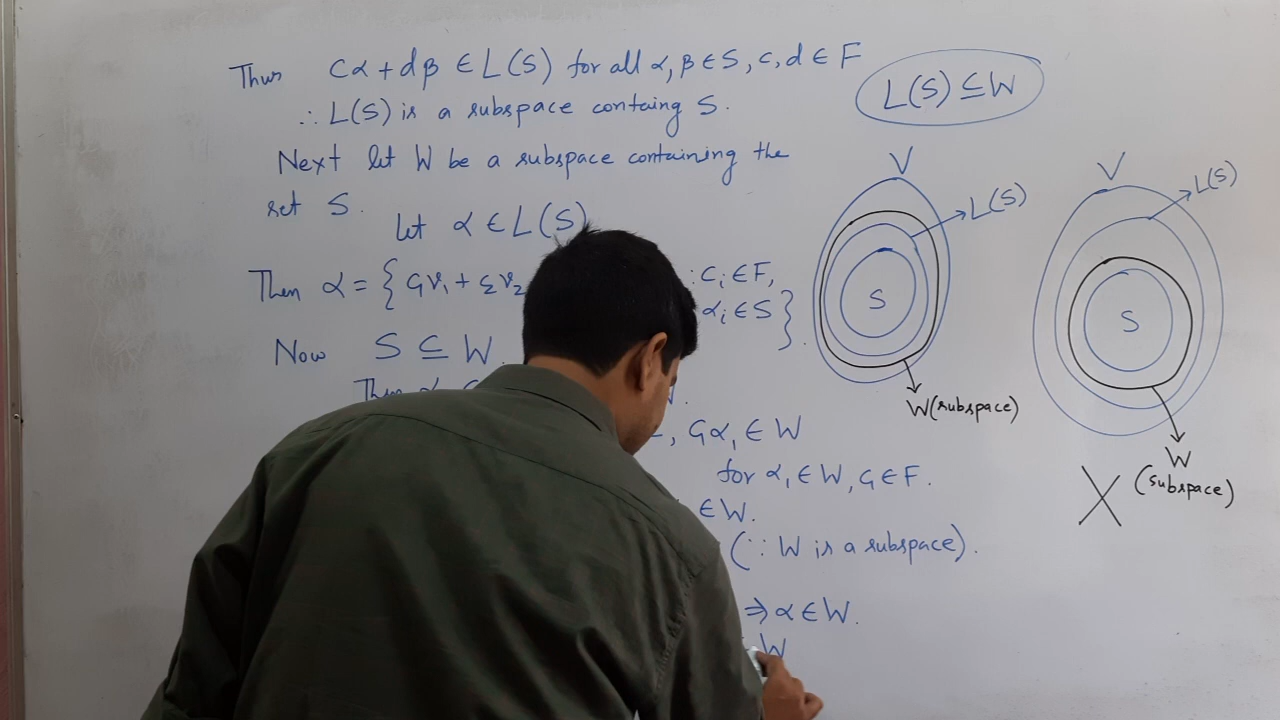 Thus cα + dβ ∈ L(S) for all α, β ∈ S, c, d ∈ F
∴ L(S) is a subspace containg S.
Next let W be a subspace containing the
set S.
let α ∈ L(S)
Then α = { c₁v₁ + c₂v₂ : cᵢ ∈ F,
αᵢ ∈ S }.
Now S ⊆ W
, c₁α₁ ∈ W
for α₁ ∈ W, c₁ ∈ F.
∈ W.
(∵ W is a subspace).
⇒ α ∈ W.
W
L(S) ⊆ W
V
L(S)
S
W (subspace)
V
L(S)
S
W
(subspace)
X